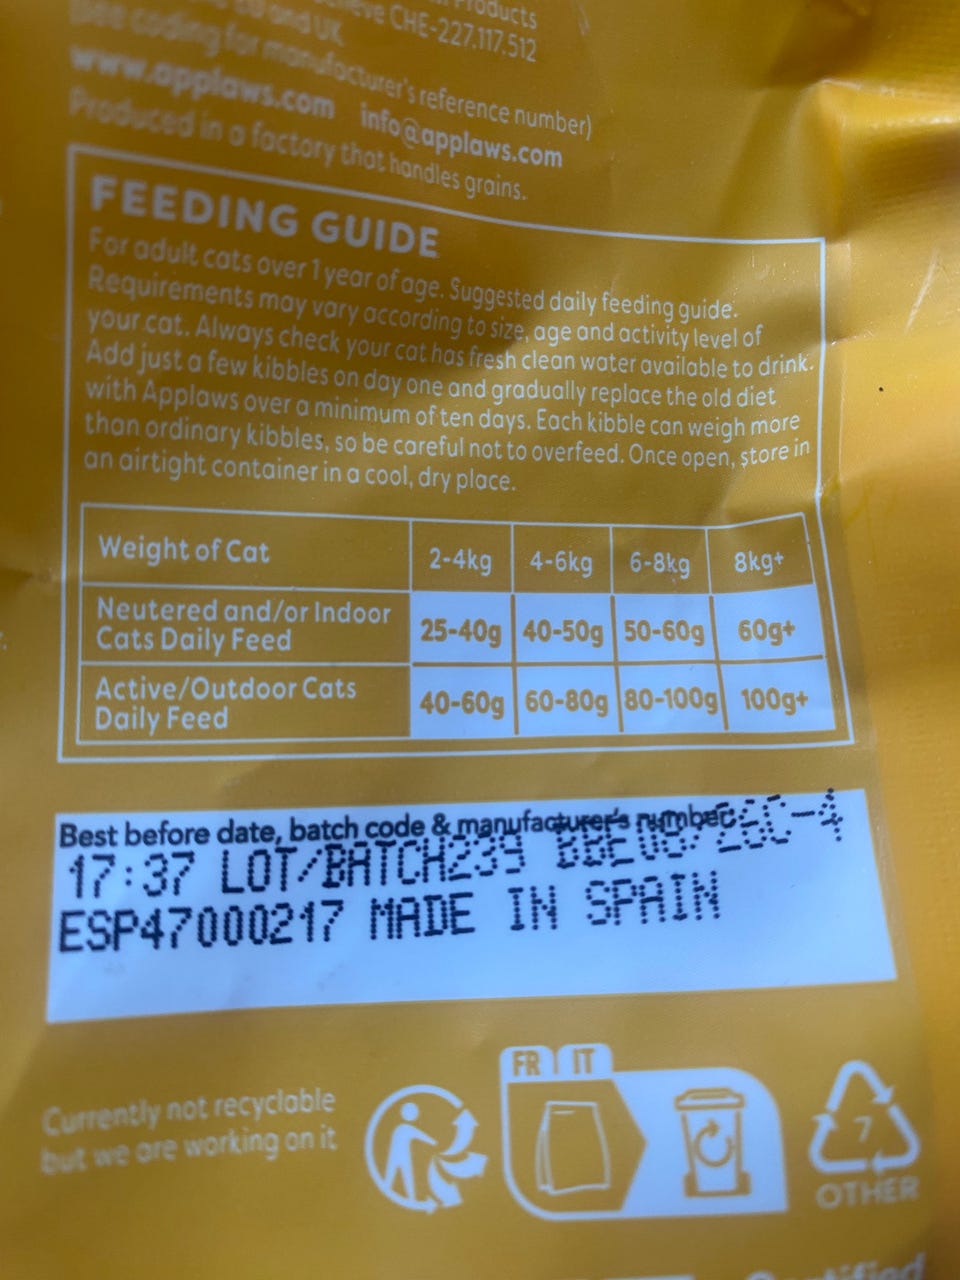 Products
CHE-227.117.512
and UK
See coding for manufacturer's reference number)
www.applaws.com info@applaws.com
Produced in a factory that handles grains.
FEEDING GUIDE
For adult cats over 1 year of age. Suggested daily feeding guide.
Requirements may vary according to size, age and activity level of
your cat. Always check your cat has fresh clean water available to drink.
Add just a few kibbles on day one and gradually replace the old diet
with Applaws over a minimum of ten days. Each kibble can weigh more
than ordinary kibbles, so be careful not to overfeed. Once open, store in
an airtight container in a cool, dry place.
Weight of Cat 2-4kg 4-6kg 6-8kg 8kg+
Neutered and/or Indoor
Cats Daily Feed 25-40g 40-50g 50-60g 60g+
Active/Outdoor Cats
Daily Feed 40-60g 60-80g 80-100g 100g+
Best before date, batch code & manufacturer's number:
17:37 LOT/BATCH239 BBE 08/26C-4
ESP47000217 MADE IN SPAIN
FR IT
Currently not recyclable
but we are working on it
7
OTHER